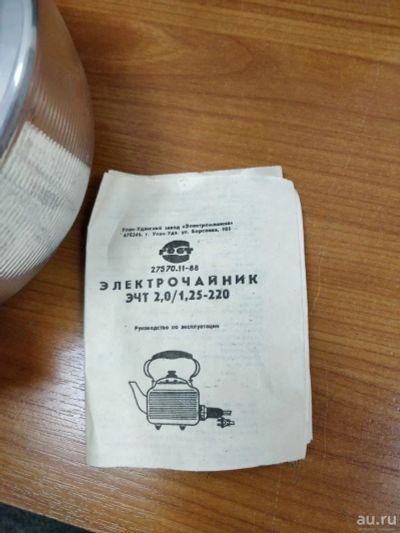 Улан-Удэнский завод «Электромашина»
670245, г. Улан-Удэ, ул. Борсоева, 105
ГОСТ
27570.11-88
ЭЛЕКТРОЧАЙНИК
ЭЧТ 2,0/1,25-220
Руководство по эксплуатации
au.ru